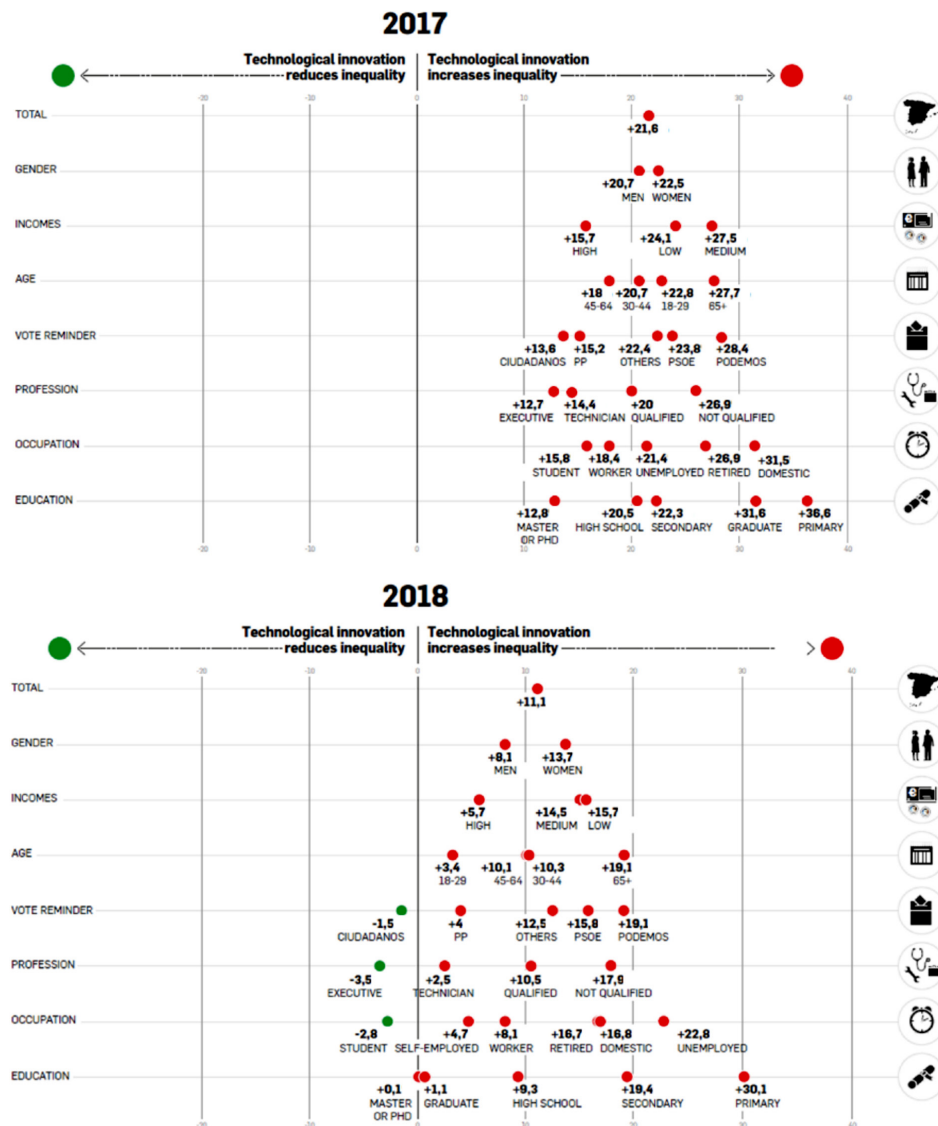 2017
Technological innovation
reduces inequality
Technological innovation
increases inequality
-20 -10 0 10 20 30 40
TOTAL
+21,6
GENDER
+20,7 +22,5
MEN WOMEN
INCOMES
+15,7 +24,1 +27,5
HIGH LOW MEDIUM
AGE
+18 +20,7 +22,8 +27,7
45-64 30-44 18-29 65+
VOTE REMINDER
+13,6 +15,2 +22,4 +23,8 +28,4
CIUDADANOS PP OTHERS PSOE PODEMOS
PROFESSION
+12,7 +14,4 +20 +26,9
EXECUTIVE TECHNICIAN QUALIFIED NOT QUALIFIED
OCCUPATION
+15,8 +18,4 +21,4 +26,9 +31,5
STUDENT WORKER UNEMPLOYED RETIRED DOMESTIC
EDUCATION
+12,8 +20,5 +22,3 +31,6 +36,6
MASTER HIGH SCHOOL SECONDARY GRADUATE PRIMARY
OR PHD
-20 -10 0 10 20 30 40
2018
Technological innovation
reduces inequality
Technological innovation
increases inequality
-20 -10 0 10 20 30 40
TOTAL
+11,1
GENDER
+8,1 +13,7
MEN WOMEN
INCOMES
+5,7 +14,5 +15,7
HIGH MEDIUM LOW
AGE
+3,4 +10,1 +10,3 +19,1
18-29 45-64 30-44 65+
VOTE REMINDER
-1,5 +4 +12,5 +15,8 +19,1
CIUDADANOS PP OTHERS PSOE PODEMOS
PROFESSION
-3,5 +2,5 +10,5 +17,9
EXECUTIVE TECHNICIAN QUALIFIED NOT QUALIFIED
OCCUPATION
-2,8 +4,7 +8,1 +16,7 +16,8 +22,8
STUDENT SELF-EMPLOYED WORKER RETIRED DOMESTIC UNEMPLOYED
EDUCATION
+0,1 +1,1 +9,3 +19,4 +30,1
MASTER GRADUATE HIGH SCHOOL SECONDARY PRIMARY
OR PHD
-20 -10 0 10 20 30 40